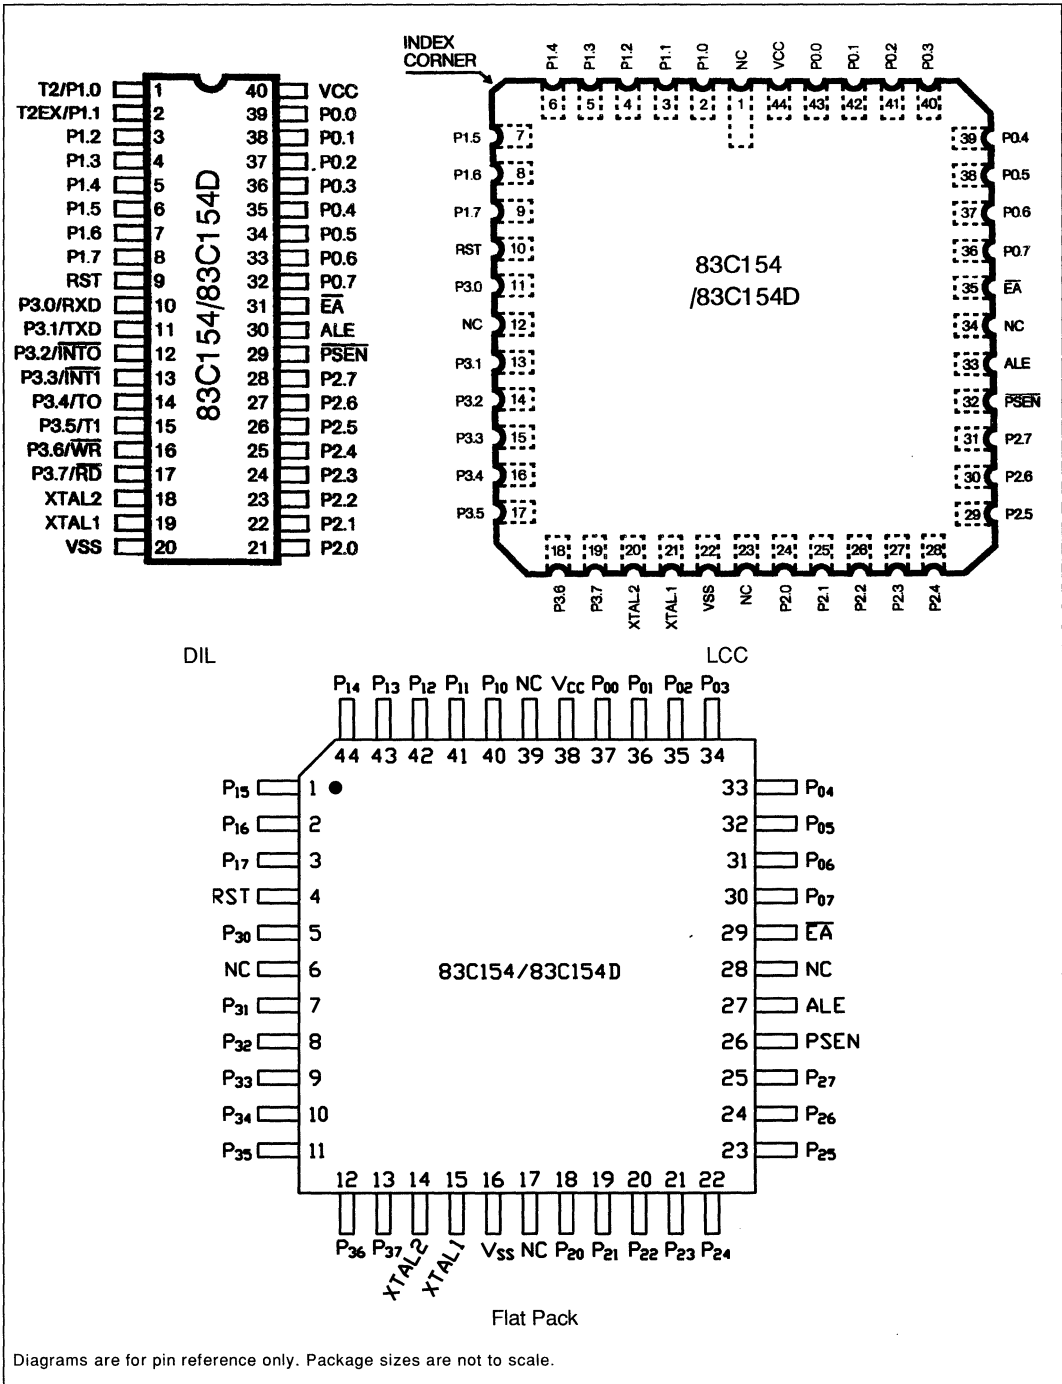 T2/P1.0 1 40 VCC
T2EX/P1.1 2 39 P0.0
P1.2 3 38 P0.1
P1.3 4 37 P0.2
P1.4 5 36 P0.3
P1.5 6 35 P0.4
P1.6 7 34 P0.5
P1.7 8 33 P0.6
RST 9 32 P0.7
P3.0/RXD 10 31 E̅A̅
P3.1/TXD 11 30 ALE
P3.2/I̅N̅T̅O̅ 12 29 P̅S̅E̅N̅
P3.3/I̅N̅T̅1̅ 13 28 P2.7
P3.4/TO 14 27 P2.6
P3.5/T1 15 26 P2.5
P3.6/W̅R̅ 16 25 P2.4
P3.7/R̅D̅ 17 24 P2.3
XTAL2 18 23 P2.2
XTAL1 19 22 P2.1
VSS 20 21 P2.0
83C154/83C154D
DIL
INDEX
CORNER
P1.4 P1.3 P1.2 P1.1 P1.0 NC VCC P0.0 P0.1 P0.2 P0.3
6 5 4 3 2 1 44 43 42 41 40
P1.5 7 39 P0.4
P1.6 8 38 P0.5
P1.7 9 37 P0.6
RST 10 36 P0.7
P3.0 11 35 E̅A̅
NC 12 34 NC
P3.1 13 33 ALE
P3.2 14 32 P̅S̅E̅N̅
P3.3 15 31 P2.7
P3.4 16 30 P2.6
P3.5 17 29 P2.5
83C154
/83C154D
18 19 20 21 22 23 24 25 26 27 28
P3.6 P3.7 XTAL2 XTAL1 VSS NC P2.0 P2.1 P2.2 P2.3 P2.4
LCC
P14 P13 P12 P11 P10 NC VCC P00 P01 P02 P03
44 43 42 41 40 39 38 37 36 35 34
P15 1 33 P04
P16 2 32 P05
P17 3 31 P06
RST 4 30 P07
P30 5 29 E̅A̅
NC 6 28 NC
P31 7 27 ALE
P32 8 26 PSEN
P33 9 25 P27
P34 10 24 P26
P35 11 23 P25
83C154/83C154D
12 13 14 15 16 17 18 19 20 21 22
P36 P37 XTAL2 XTAL1 VSS NC P20 P21 P22 P23 P24
Flat Pack
Diagrams are for pin reference only. Package sizes are not to scale.